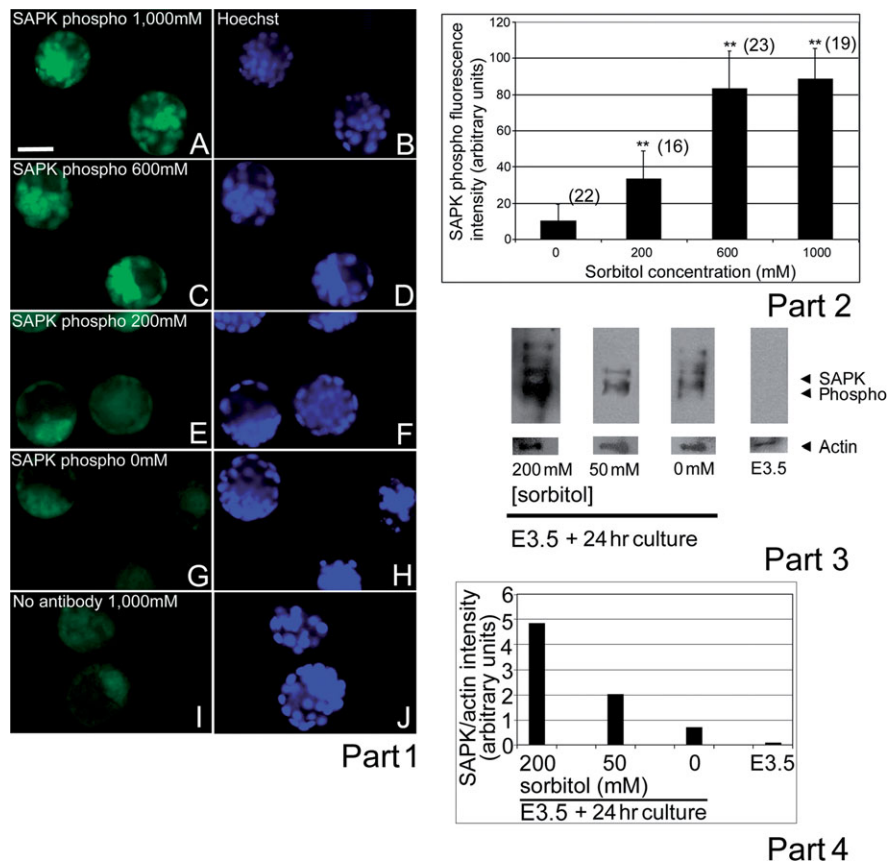 SAPK phospho 1,000mM
Hoechst
A
B
SAPK phospho 600mM
C
D
SAPK phospho 200mM
E
F
SAPK phospho 0mM
G
H
No antibody 1,000mM
I
J
Part1
SAPK phospho fluorescence
intensity (arbitrary units)
120
100
80
60
40
20
0
(22)
** (16)
** (23)
** (19)
0
200
600
1000
Sorbitol concentration (mM)
Part 2
SAPK
Phospho
Actin
200 mM
50 mM
0 mM
E3.5
[sorbitol]
E3.5 + 24 hr culture
Part 3
SAPK/actin intensity
(arbitrary units)
6
5
4
3
2
1
0
200
50
0
E3.5
sorbitol (mM)
E3.5 + 24 hr culture
Part 4